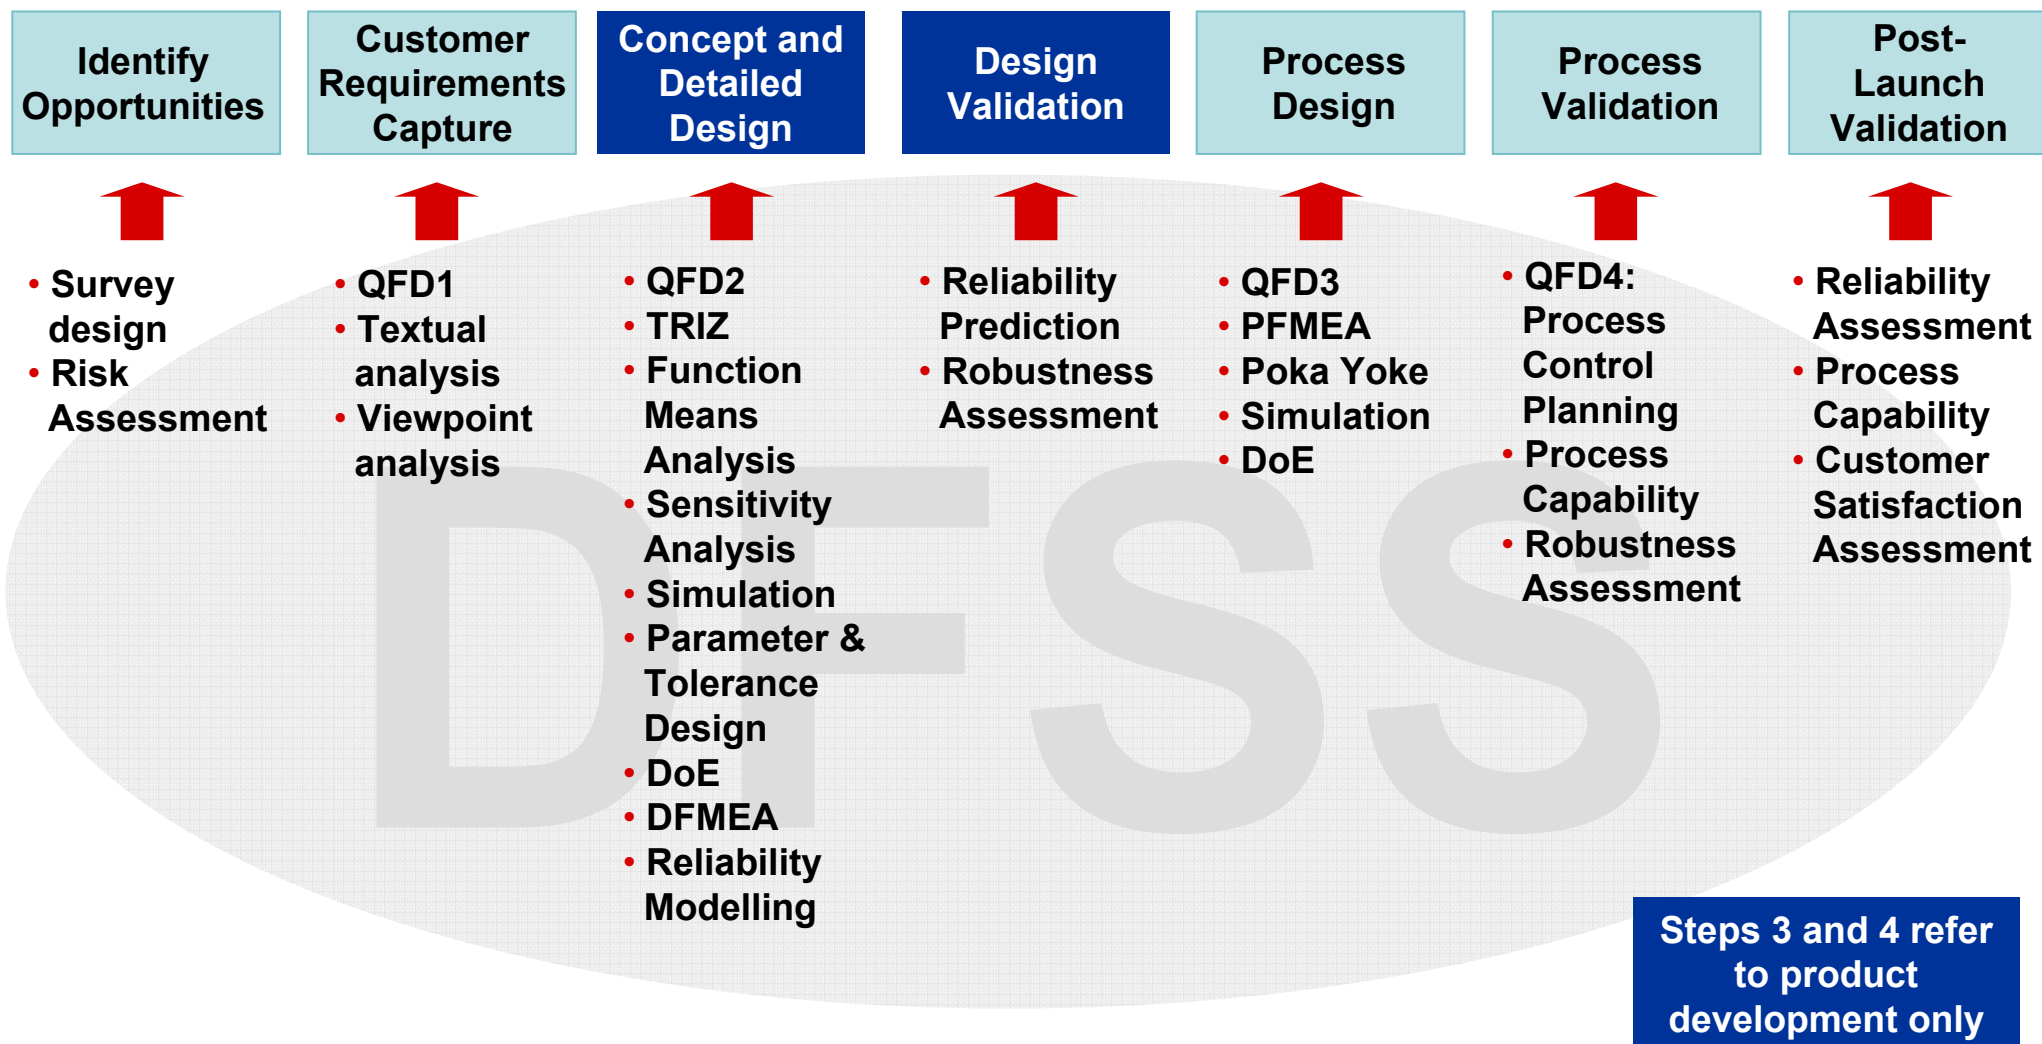 Identify
Opportunities
Customer
Requirements
Capture
Concept and
Detailed
Design
Design
Validation
Process
Design
Process
Validation
Post-
Launch
Validation
• Survey
design
• Risk
Assessment
• QFD1
• Textual
analysis
• Viewpoint
analysis
• QFD2
• TRIZ
• Function
Means
Analysis
• Sensitivity
Analysis
• Simulation
• Parameter &
Tolerance
Design
• DoE
• DFMEA
• Reliability
Modelling
• Reliability
Prediction
• Robustness
Assessment
• QFD3
• PFMEA
• Poka Yoke
• Simulation
• DoE
• QFD4:
Process
Control
Planning
• Process
Capability
• Robustness
Assessment
• Reliability
Assessment
• Process
Capability
• Customer
Satisfaction
Assessment
DFSS
Steps 3 and 4 refer
to product
development only